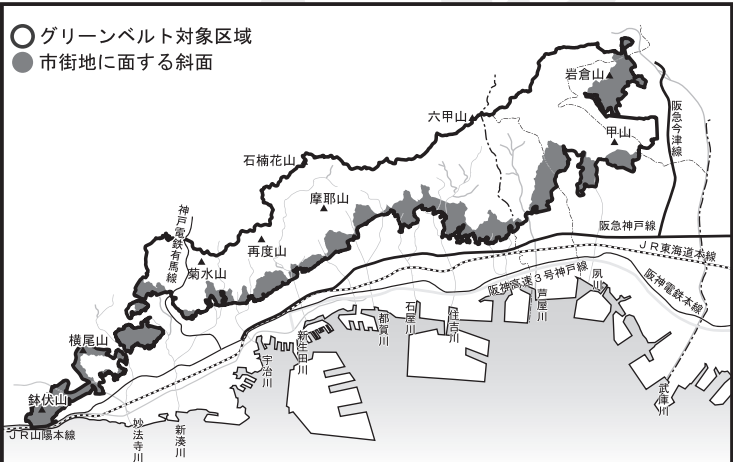 グリーンベルト対象区域
市街地に面する斜面
岩倉山
六甲山
甲山
阪急今津線
石楠花山
摩耶山
神戸電鉄有馬線
再度山
菊水山
阪急神戸線
JR東海道本線
阪神高速3号神戸線
阪神電鉄本線
夙川
芦屋川
住吉川
石屋川
都賀川
新生田川
宇治川
横尾山
鉢伏山
JR山陽本線
妙法寺川
新湊川
武庫川